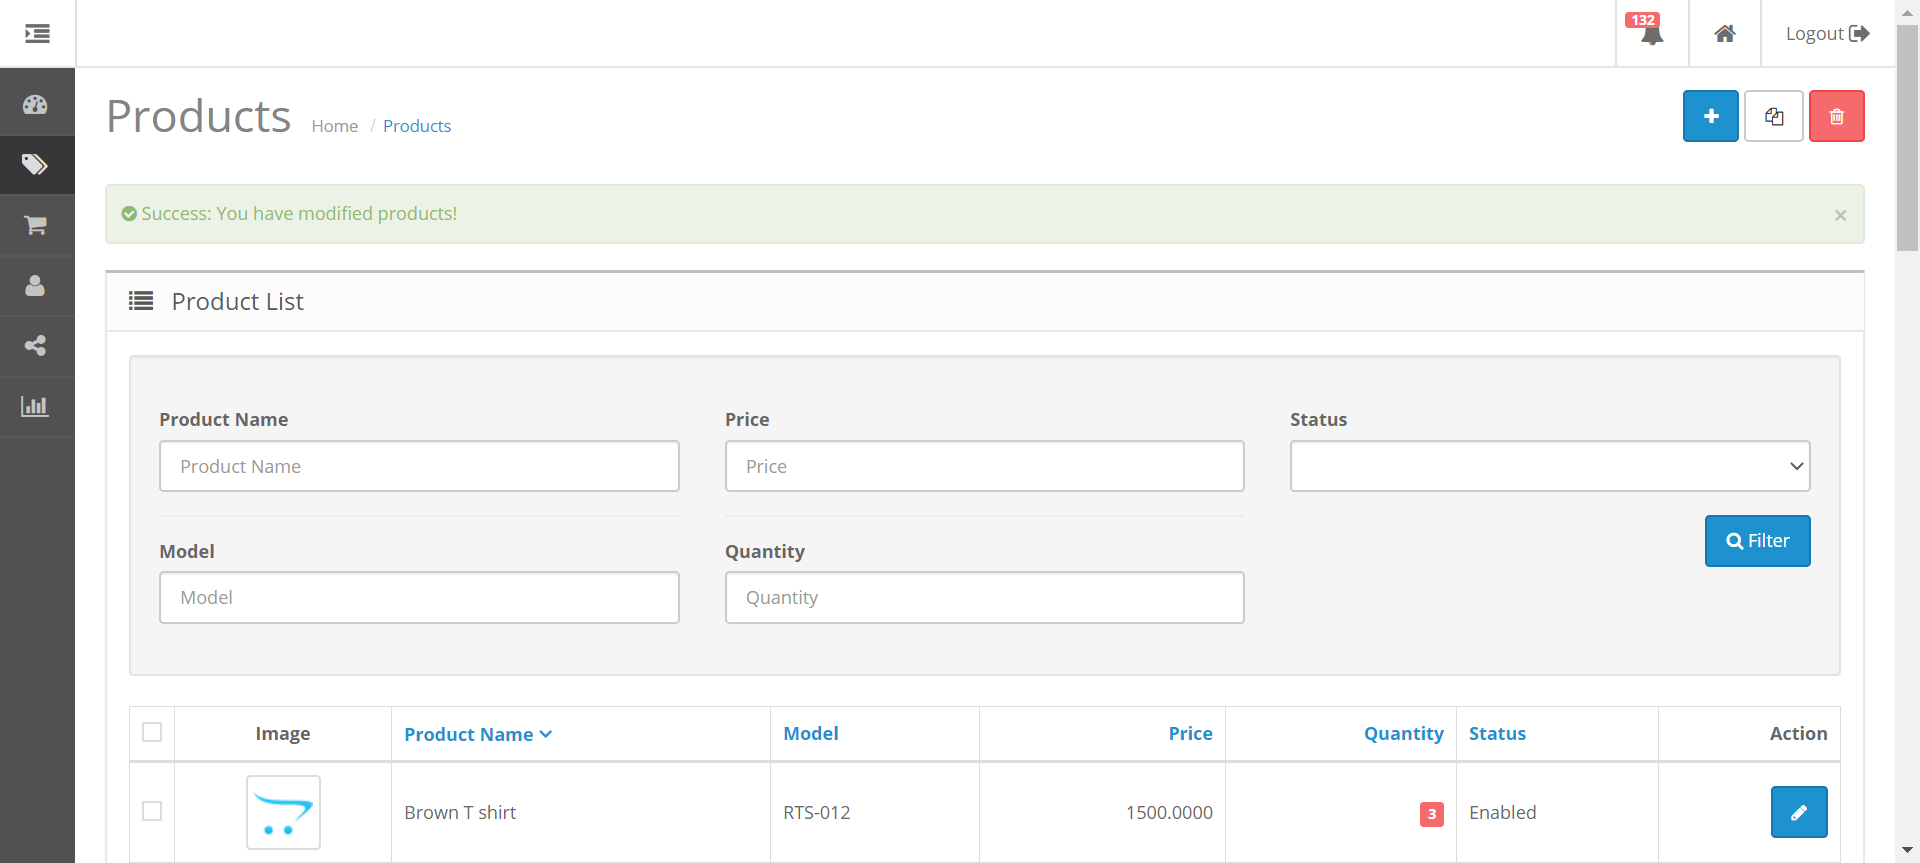 132
Logout
Products
Home / Products
Success: You have modified products!
×
Product List
Product Name
Price
Status
Product Name
Price
Filter
Model
Quantity
Model
Quantity
Image
Product Name
Model
Price
Quantity
Status
Action
Brown T shirt
RTS-012
1500.0000
3
Enabled